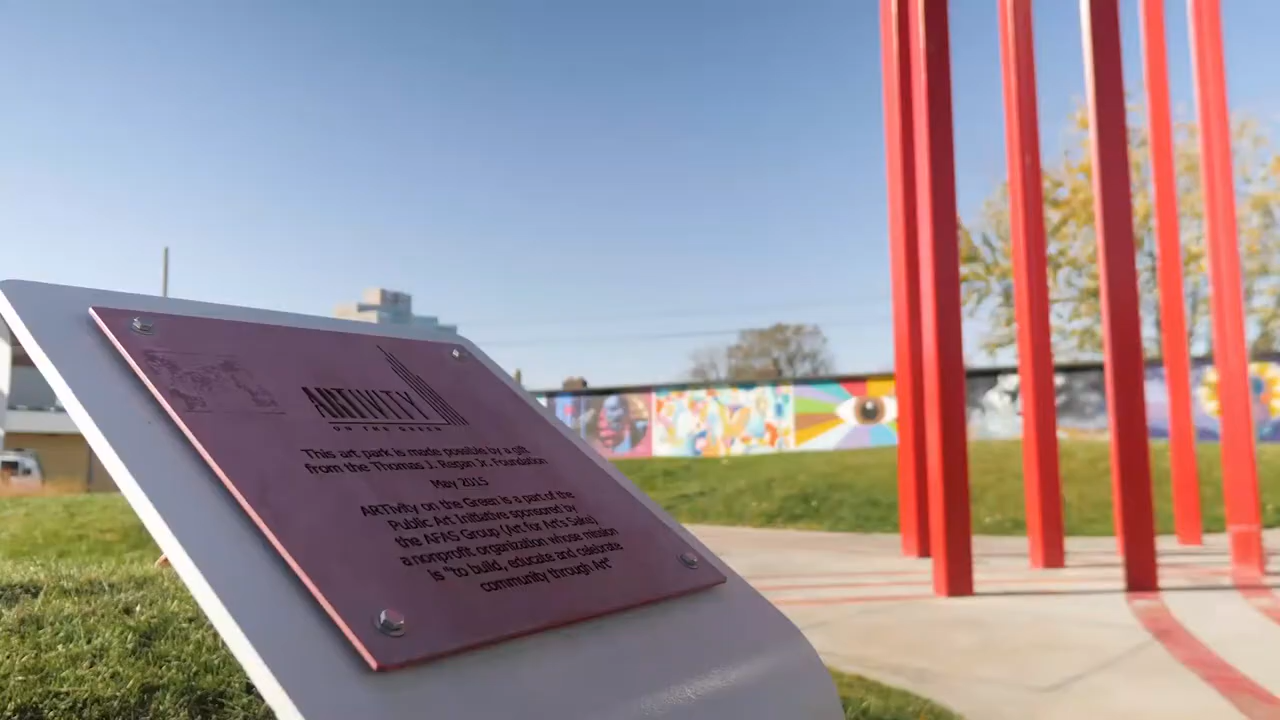 ARTIVITY
ON THE GREEN
This art park is made possible by a gift
from the Thomas J. Regan Jr. Foundation
May 2015
ARTivity on the Green is a part of the
Public Art Initiative sponsored by
the AFAS Group (Art for Art's Sake)
a nonprofit organization whose mission
is "to build, educate and celebrate
community through Art"